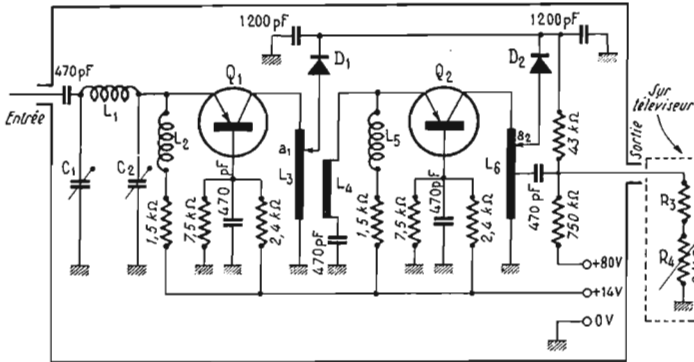 1200 pF
1200 pF
470 pF
Q₁
D₁
Q₂
D₂
Sur
téléviseur
Entrée
L₁
L₂
a₁
L₃
L₄
L₅
a₂
L₆
43 kΩ
Sortie
C₁
C₂
1,5 kΩ
7,5 kΩ
470 pF
2,4 kΩ
470 pF
1,5 kΩ
7,5 kΩ
470 pF
2,4 kΩ
470 pF
750 kΩ
R₃
R₄
+80V
+14V
0V